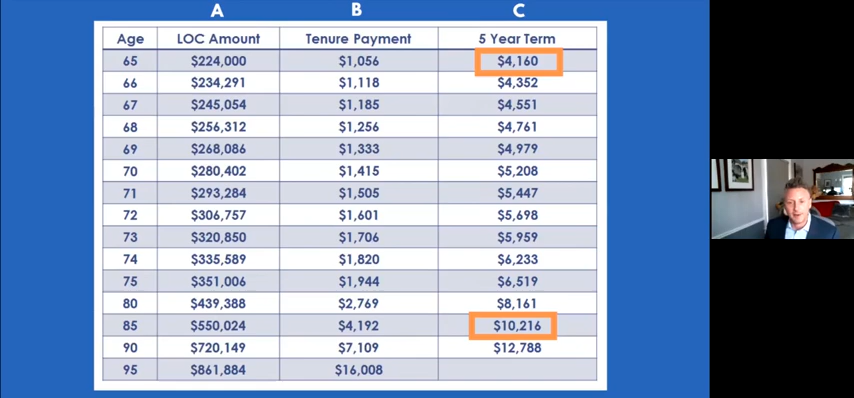 A B C
Age LOC Amount Tenure Payment 5 Year Term
65 $224,000 $1,056 $4,160
66 $234,291 $1,118 $4,352
67 $245,054 $1,185 $4,551
68 $256,312 $1,256 $4,761
69 $268,086 $1,333 $4,979
70 $280,402 $1,415 $5,208
71 $293,284 $1,505 $5,447
72 $306,757 $1,601 $5,698
73 $320,850 $1,706 $5,959
74 $335,589 $1,820 $6,233
75 $351,006 $1,944 $6,519
80 $439,388 $2,769 $8,161
85 $550,024 $4,192 $10,216
90 $720,149 $7,109 $12,788
95 $861,884 $16,008